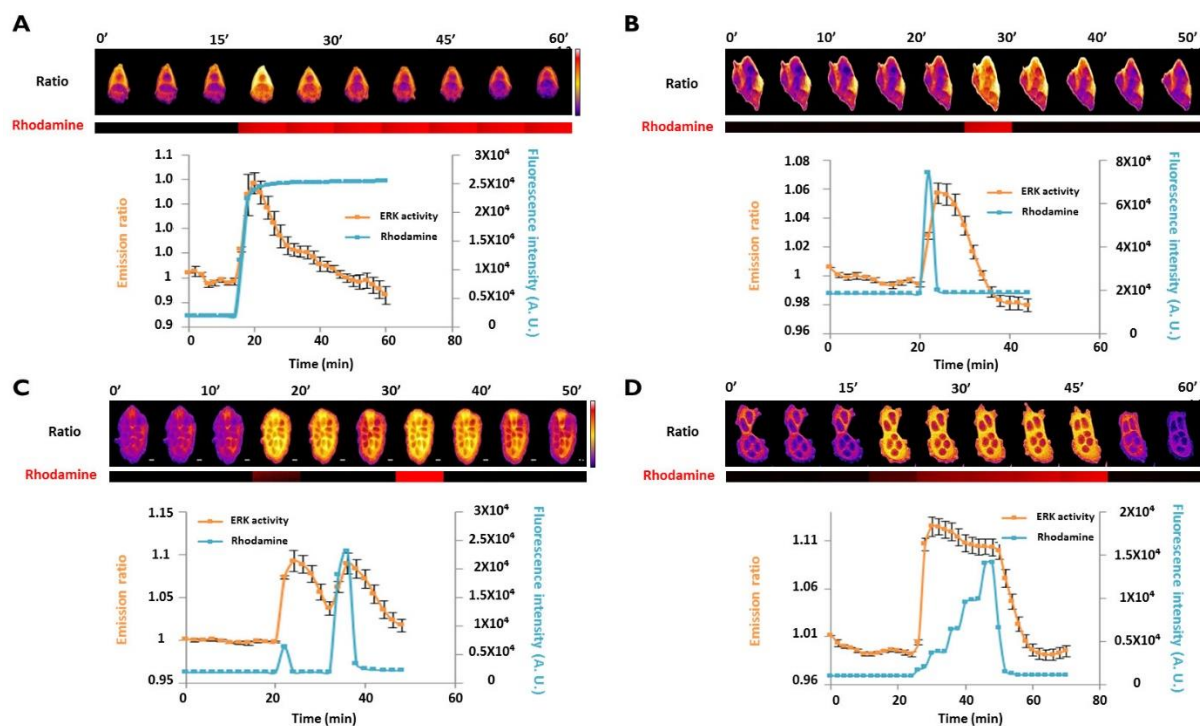 A
0’ 15’ 30’ 45’ 60’
Ratio
Rhodamine
Emission ratio
1.1
1.0
1.0
1.0
1.0
1
0.9
0.9
3X10⁴
2.5X10⁴
2X10⁴
1.5X10⁴
1X10⁴
0.5X10⁴
0
Fluorescence intensity (A. U.)
ERK activity
Rhodamine
0 20 40 60 80
Time (min)
B
0’ 10’ 20’ 30’ 40’ 50’
Ratio
Rhodamine
Emission ratio
1.08
1.06
1.04
1.02
1
0.98
0.96
8X10⁴
6X10⁴
4X10⁴
2X10⁴
0
Fluorescence intensity (A. U.)
ERK activity
Rhodamine
0 20 40 60
Time (min)
C
0’ 10’ 20’ 30’ 40’ 50’
Ratio
Rhodamine
Emission ratio
1.15
1.1
1.05
1
0.95
3X10⁴
2.5X10⁴
2X10⁴
1.5X10⁴
1X10⁴
0.5X10⁴
0
Fluorescence intensity (A. U.)
ERK activity
Rhodamine
0 20 40 60
Time (min)
D
0’ 15’ 30’ 45’ 60’
Ratio
Rhodamine
Emission ratio
1.11
1.06
1.01
0.96
2X10⁴
1.5X10⁴
1X10⁴
0.5X10⁴
0
Fluorescence intensity (A. U.)
ERK activity
Rhodamine
0 20 40 60 80
Time (min)